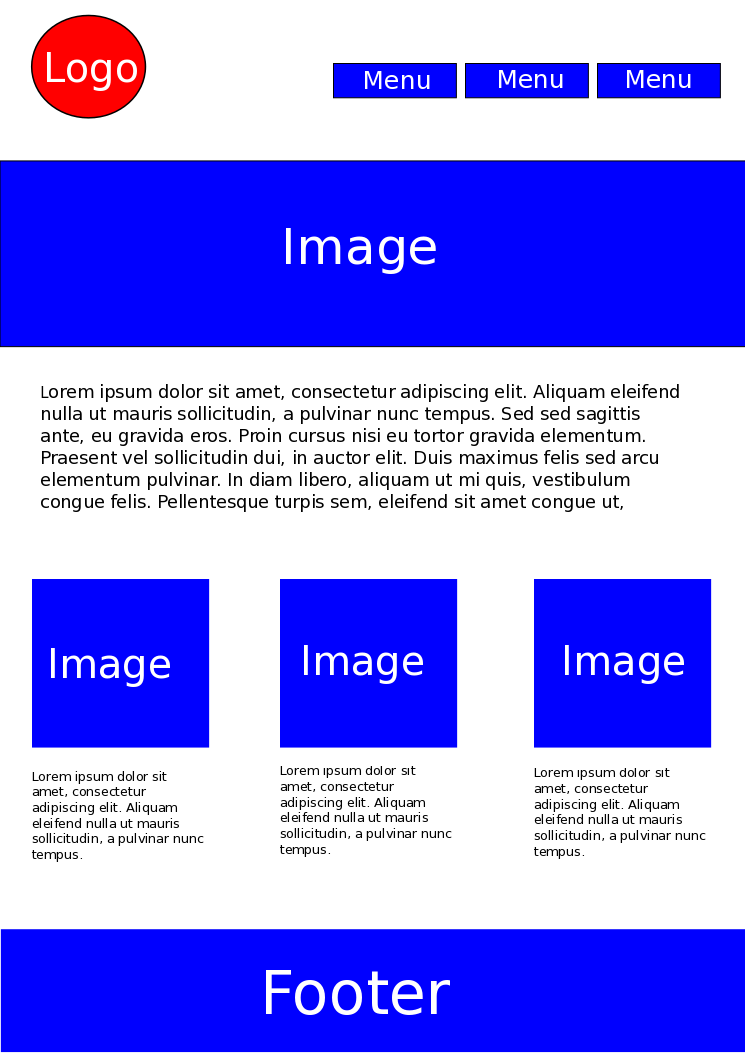 Logo
Menu
Menu
Menu
Image
Lorem ipsum dolor sit amet, consectetur adipiscing elit. Aliquam eleifend
nulla ut mauris sollicitudin, a pulvinar nunc tempus. Sed sed sagittis
ante, eu gravida eros. Proin cursus nisi eu tortor gravida elementum.
Praesent vel sollicitudin dui, in auctor elit. Duis maximus felis sed arcu
elementum pulvinar. In diam libero, aliquam ut mi quis, vestibulum
congue felis. Pellentesque turpis sem, eleifend sit amet congue ut,
Image
Image
Image
Lorem ipsum dolor sit
amet, consectetur
adipiscing elit. Aliquam
eleifend nulla ut mauris
sollicitudin, a pulvinar nunc
tempus.
Lorem ipsum dolor sit
amet, consectetur
adipiscing elit. Aliquam
eleifend nulla ut mauris
sollicitudin, a pulvinar nunc
tempus.
Lorem ipsum dolor sit
amet, consectetur
adipiscing elit. Aliquam
eleifend nulla ut mauris
sollicitudin, a pulvinar nunc
tempus.
Footer